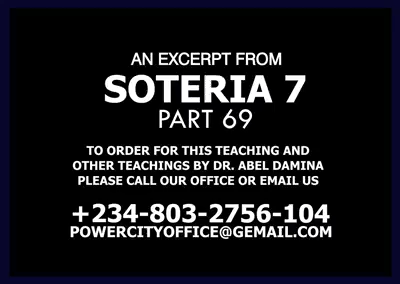 AN EXCERPT FROM
SOTERIA 7
PART 69
TO ORDER FOR THIS TEACHING AND
OTHER TEACHINGS BY DR. ABEL DAMINA
PLEASE CALL OUR OFFICE OR EMAIL US
+234-803-2756-104
POWERCITYOFFICE@GEMAIL.COM